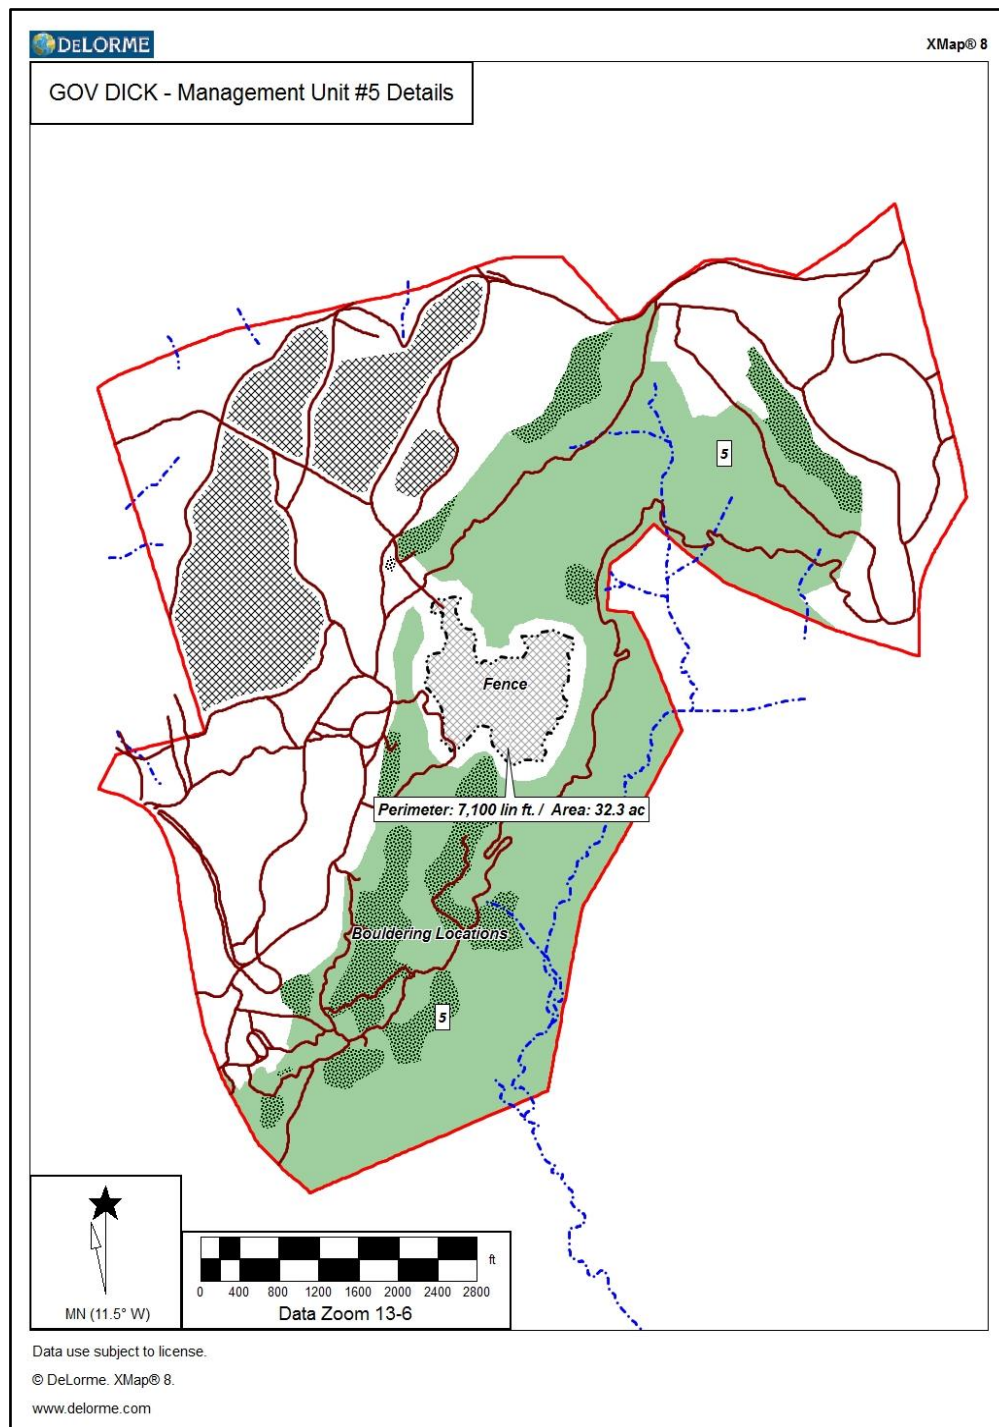 DELORME
XMap® 8
GOV DICK - Management Unit #5 Details
5
Fence
Perimeter: 7,100 lin ft. / Area: 32.3 ac
Bouldering Locations
5
MN (11.5° W)
ft
0 400 800 1200 1600 2000 2400 2800
Data Zoom 13-6
Data use subject to license.
© DeLorme. XMap® 8.
www.delorme.com